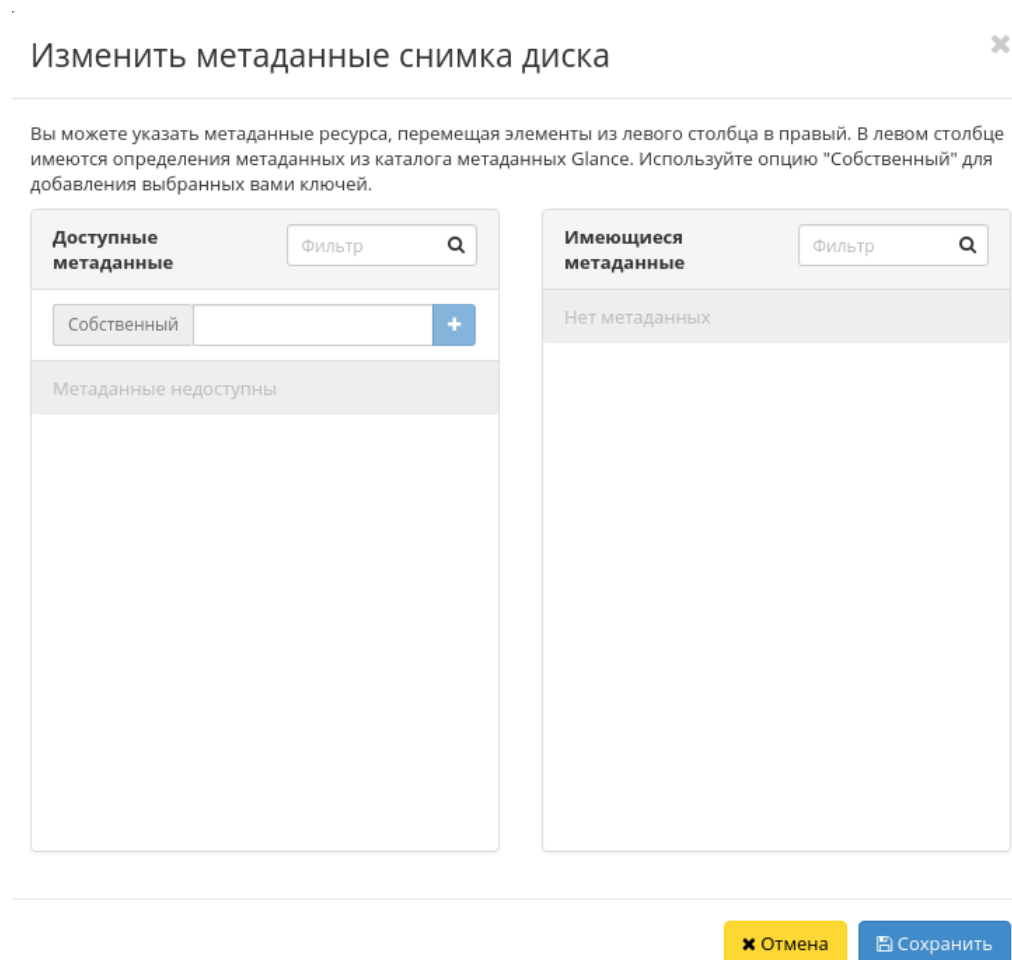 Изменить метаданные снимка диска
Вы можете указать метаданные ресурса, перемещая элементы из левого столбца в правый. В левом столбце
имеются определения метаданных из каталога метаданных Glance. Используйте опцию "Собственный" для
добавления выбранных вами ключей.
Доступные
метаданные
Фильтр
Собственный
Метаданные недоступны
Имеющиеся
метаданные
Фильтр
Нет метаданных
Отмена
Сохранить